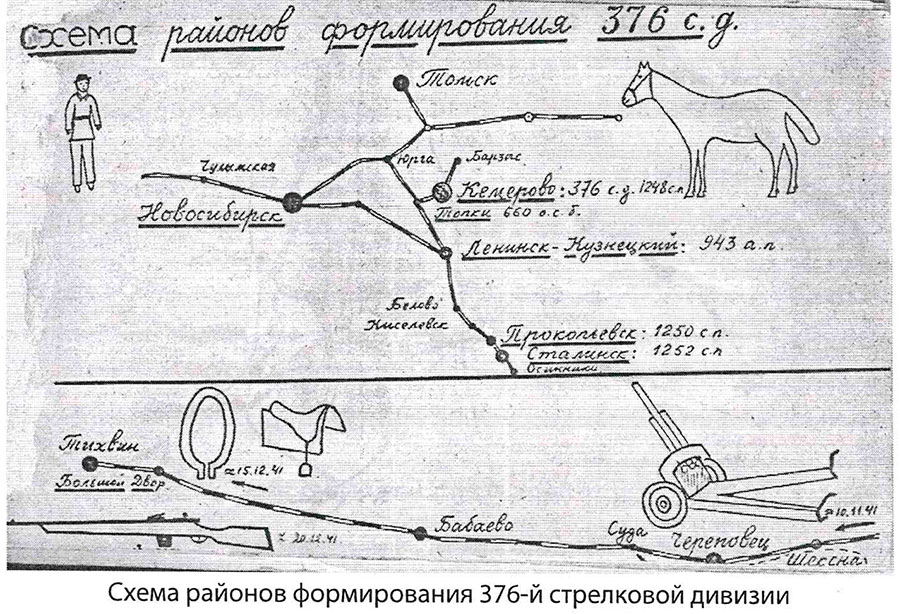 схема районов формирования 376 с.д.
Томск
Чулымская
Юрга
Барзас
Новосибирск
Кемерово: 376 с.д. 1248 с.п
Топки 660 о.с.б.
Ленинск-Кузнецкий: 943 а.п.
Белово
Киселевск
Прокопьевск: 1250 с.п.
Сталинск: 1252 с.п
Осинники
Тихвин
≈15.12.41
Большой Двор
≈10.11.41
Бабаево
Суда
Череповец
≈ 20.12.41
Шексна
Схема районов формирования 376-й стрелковой дивизии